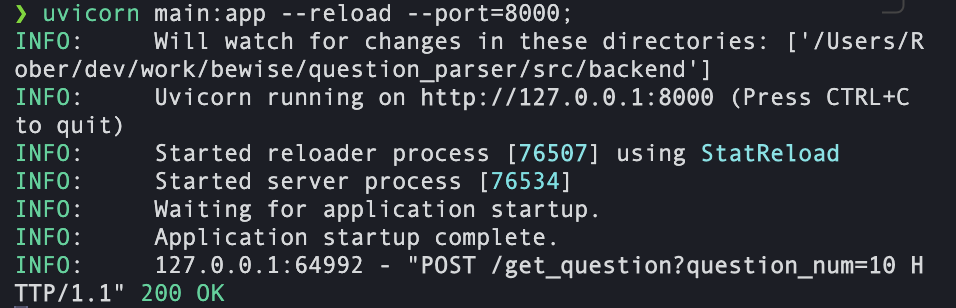 ❯ uvicorn main:app --reload --port=8000;
INFO:     Will watch for changes in these directories: ['/Users/R
ober/dev/work/bewise/question_parser/src/backend']
INFO:     Uvicorn running on http://127.0.0.1:8000 (Press CTRL+C
to quit)
INFO:     Started reloader process [76507] using StatReload
INFO:     Started server process [76534]
INFO:     Waiting for application startup.
INFO:     Application startup complete.
INFO:     127.0.0.1:64992 - "POST /get_question?question_num=10 H
TTP/1.1" 200 OK